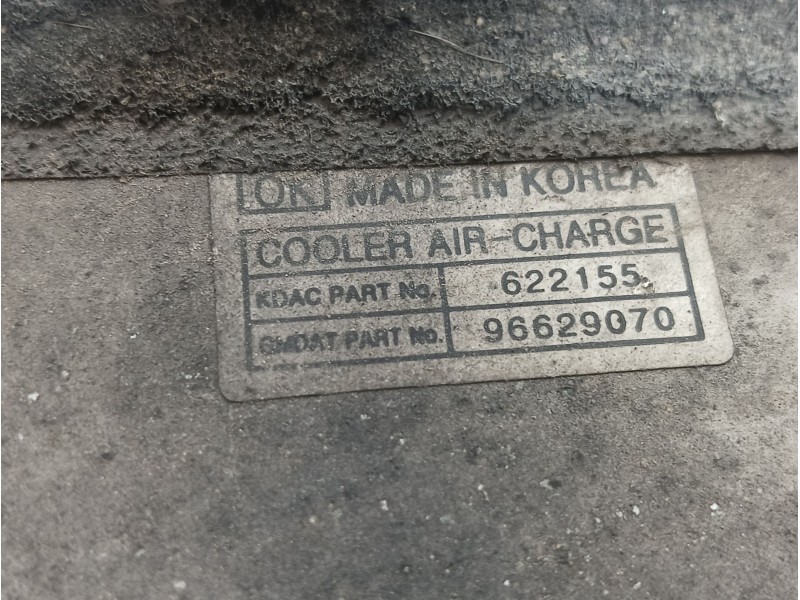 OK MADE IN KOREA
COOLER AIR-CHARGE
KDAC PART No. 622155
GMDAT PART No. 96629070